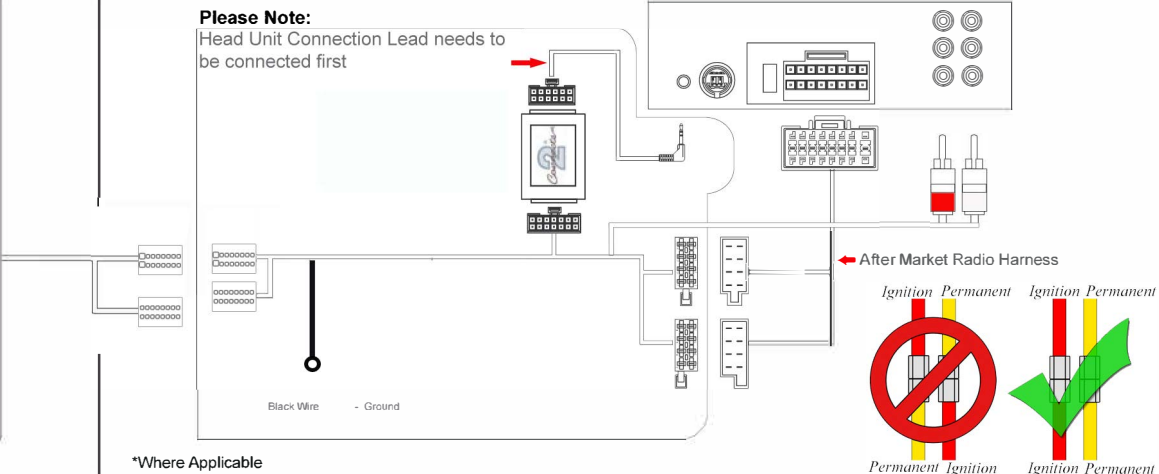 Please Note:
Head Unit Connection Lead needs to
be connected first
Connects2
After Market Radio Harness
Ignition Permanent Ignition Permanent
Black Wire - Ground
*Where Applicable
Permanent Ignition Ignition Permanent